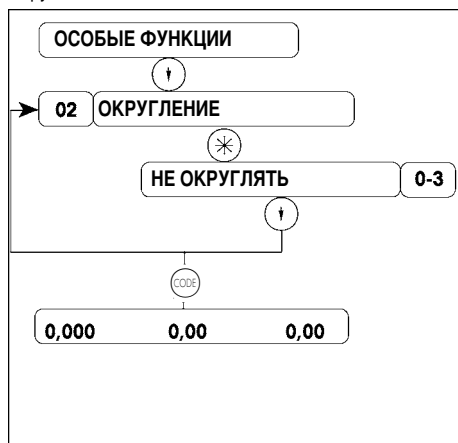 ОСОБЫЕ ФУНКЦИИ
02 ОКРУГЛЕНИЕ
НЕ ОКРУГЛЯТЬ 0-3
CODE
0,000 0,00 0,00